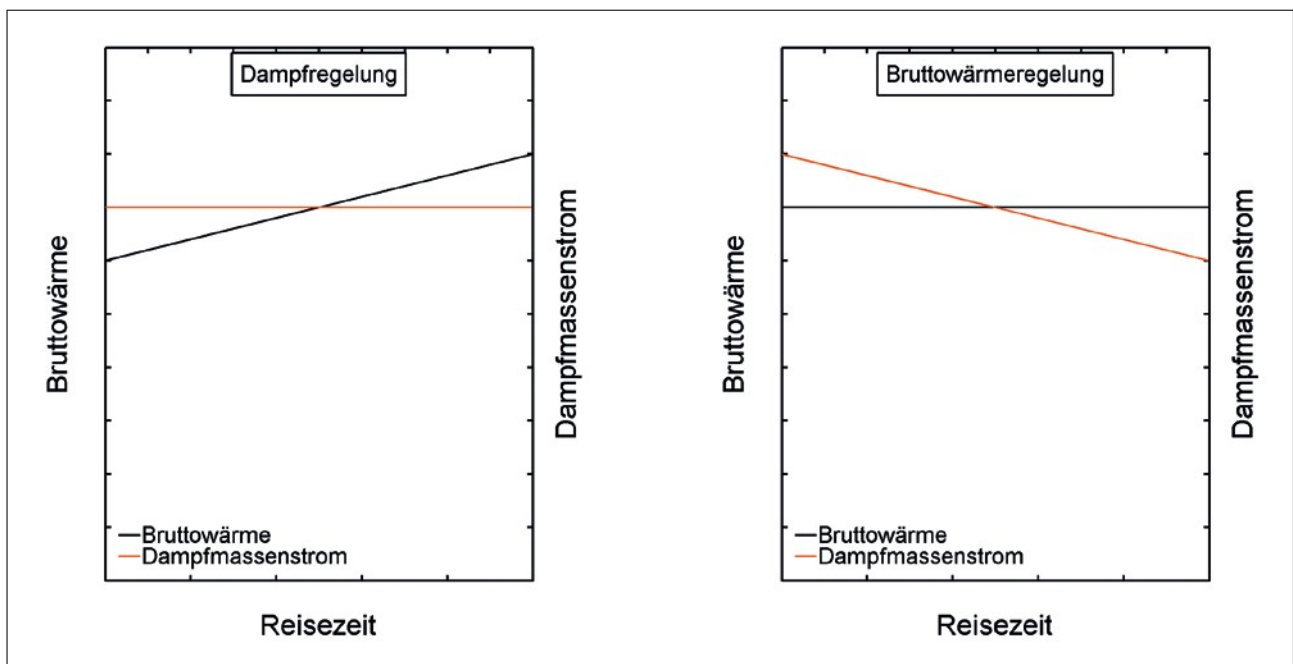 Dampfregelung
Bruttowärme
Dampfmassenstrom
Bruttowärme
Dampfmassenstrom
Reisezeit
Bruttowärmeregelung
Bruttowärme
Dampfmassenstrom
Bruttowärme
Dampfmassenstrom
Reisezeit